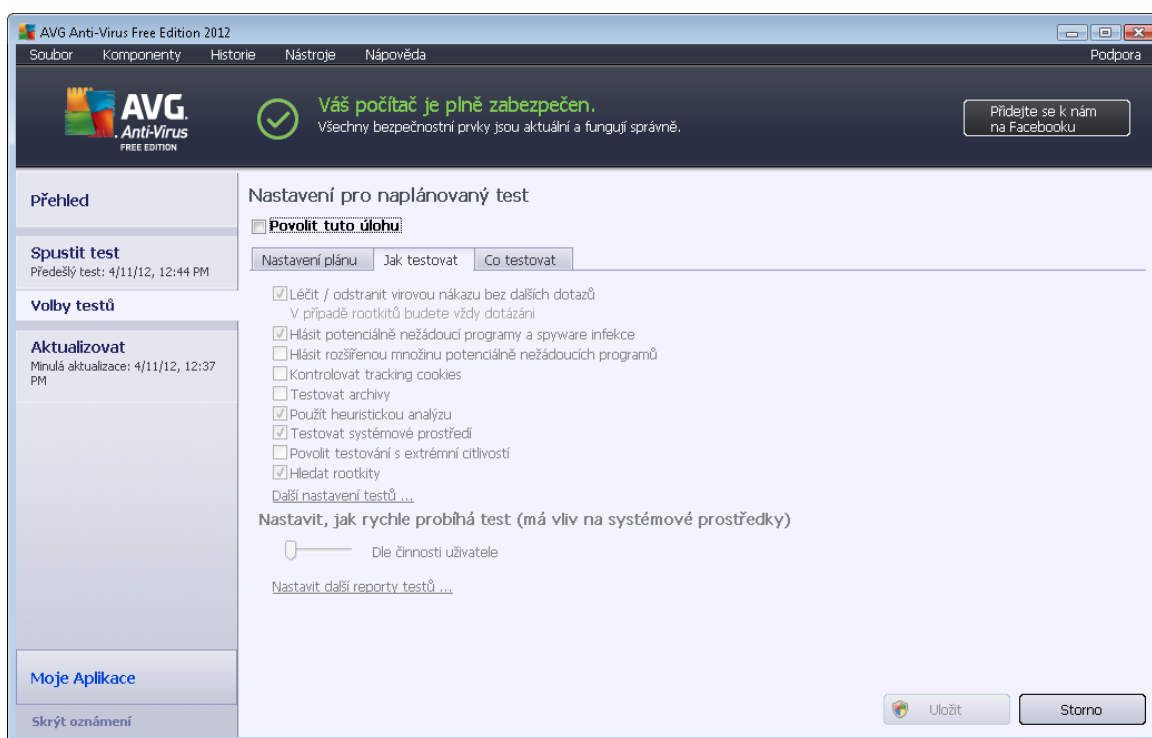 AVG Anti-Virus Free Edition 2012
Soubor Komponenty Historie Nástroje Nápověda Podpora
AVG.
Anti-Virus
FREE EDITION
Váš počítač je plně zabezpečen.
Všechny bezpečnostní prvky jsou aktuální a fungují správně.
Přidejte se k nám
na Facebooku
Přehled
Spustit test
Předešlý test: 4/11/12, 12:44 PM
Volby testů
Aktualizovat
Minulá aktualizace: 4/11/12, 12:37
PM
Moje Aplikace
Skrýt oznámení
Nastavení pro naplánovaný test
Povolit tuto úlohu
Nastavení plánu Jak testovat Co testovat
Léčit / odstranit virovou nákazu bez dalších dotazů
V případě rootkitů budete vždy dotázáni
Hlásit potenciálně nežádoucí programy a spyware infekce
Hlásit rozšířenou množinu potenciálně nežádoucích programů
Kontrolovat tracking cookies
Testovat archivy
Použít heuristickou analýzu
Testovat systémové prostředí
Povolit testování s extrémní citlivostí
Hledat rootkity
Další nastavení testů ...
Nastavit, jak rychle probíhá test (má vliv na systémové prostředky)
Dle činnosti uživatele
Nastavit další reporty testů ...
Uložit Storno